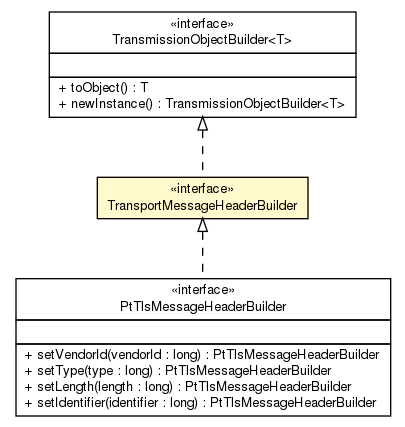 «interface»
TransmissionObjectBuilder<T>
+ toObject() : T
+ newInstance() : TransmissionObjectBuilder<T>
«interface»
TransportMessageHeaderBuilder
«interface»
PtTlsMessageHeaderBuilder
+ setVendorId(vendorId : long) : PtTlsMessageHeaderBuilder
+ setType(type : long) : PtTlsMessageHeaderBuilder
+ setLength(length : long) : PtTlsMessageHeaderBuilder
+ setIdentifier(identifier : long) : PtTlsMessageHeaderBuilder